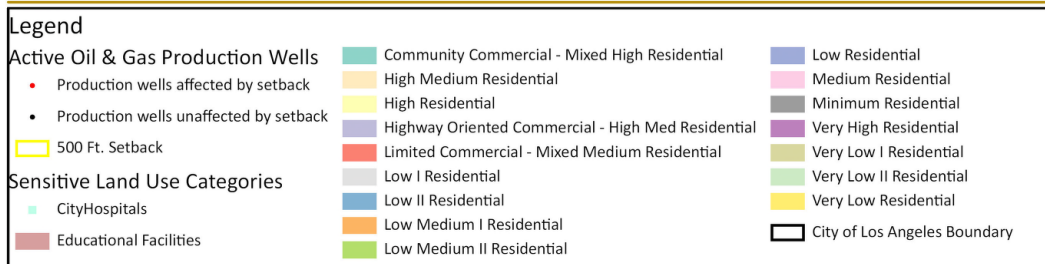 Legend
Active Oil & Gas Production Wells
Production wells affected by setback
Production wells unaffected by setback
500 Ft. Setback
Sensitive Land Use Categories
CityHospitals
Educational Facilities
Community Commercial - Mixed High Residential
High Medium Residential
High Residential
Highway Oriented Commercial - High Med Residential
Limited Commercial - Mixed Medium Residential
Low I Residential
Low II Residential
Low Medium I Residential
Low Medium II Residential
Low Residential
Medium Residential
Minimum Residential
Very High Residential
Very Low I Residential
Very Low II Residential
Very Low Residential
City of Los Angeles Boundary